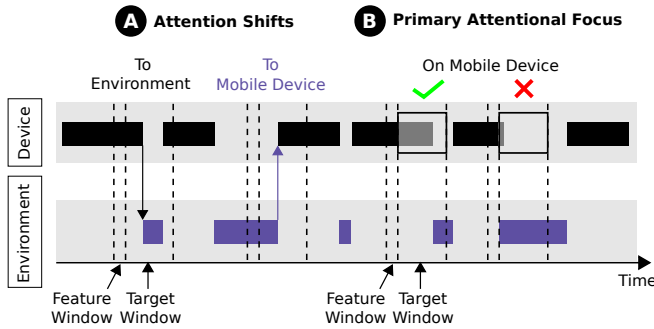 A Attention Shifts
B Primary Attentional Focus
To
Environment
To
Mobile Device
On Mobile Device
Device
Environment
Time
Feature
Window
Target
Window
Feature
Window
Target
Window